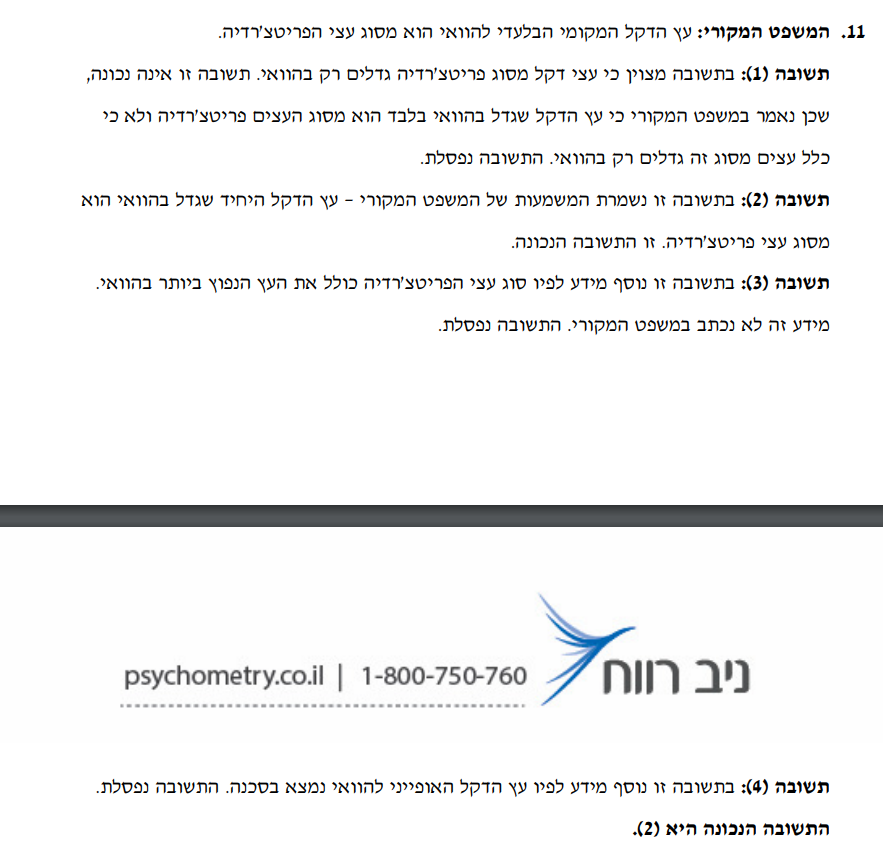 11. המשפט המקורי: עץ הדקל המקומי הבלעדי להוואי הוא מסוג עצי הפריטצ'רדיה.
תשובה (1): בתשובה מצוין כי עצי דקל מסוג פריטצ'רדיה גדלים רק בהוואי. תשובה זו אינה נכונה,
שכן נאמר במשפט המקורי כי עץ הדקל שגדל בהוואי בלבד הוא מסוג העצים פריטצ'רדיה ולא כי
כלל עצים מסוג זה גדלים רק בהוואי. התשובה נפסלת.
תשובה (2): בתשובה זו נשמרת המשמעות של המשפט המקורי – עץ הדקל היחיד שגדל בהוואי הוא
מסוג עצי פריטצ'רדיה. זו התשובה הנכונה.
תשובה (3): בתשובה זו נוסף מידע לפיו סוג עצי הפריטצ'רדיה כולל את העץ הנפוץ ביותר בהוואי.
מידע זה לא נכתב במשפט המקורי. התשובה נפסלת.
ניב רווח
psychometry.co.il | 1-800-750-760
תשובה (4): בתשובה זו נוסף מידע לפיו עץ הדקל האופייני להוואי נמצא בסכנה. התשובה נפסלת.
התשובה הנכונה היא (2).